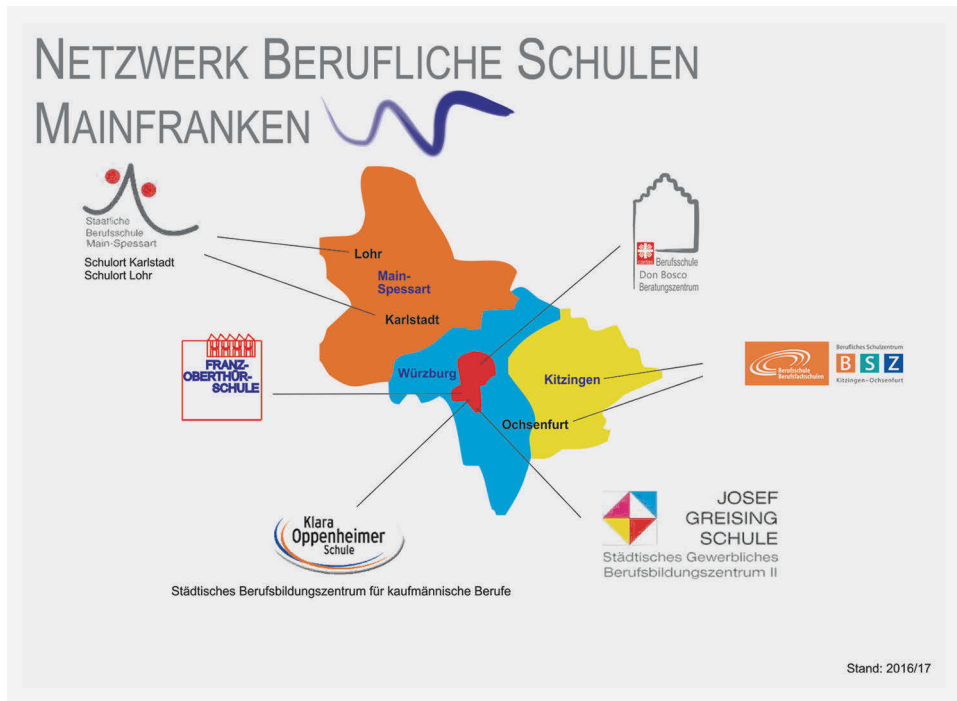 NETZWERK BERUFLICHE SCHULEN
MAINFRANKEN
Staatliche
Berufsschule
Main-Spessart
Schulort Karlstadt
Schulort Lohr
Lohr
Main-
Spessart
Karlstadt
Berufsschule
Don Bosco
Beratungszentrum
FRANZ-
OBERTHÜR-
SCHULE
Würzburg
Kitzingen
Ochsenfurt
Berufsschule
Berufsfachschulen
Berufliches Schulzentrum
B S Z
Kitzingen-Ochsenfurt
Klara
Oppenheimer
Schule
Städtisches Berufsbildungszentrum für kaufmännische Berufe
JOSEF
GREISING
SCHULE
Städtisches Gewerbliches
Berufsbildungszentrum II
Stand: 2016/17